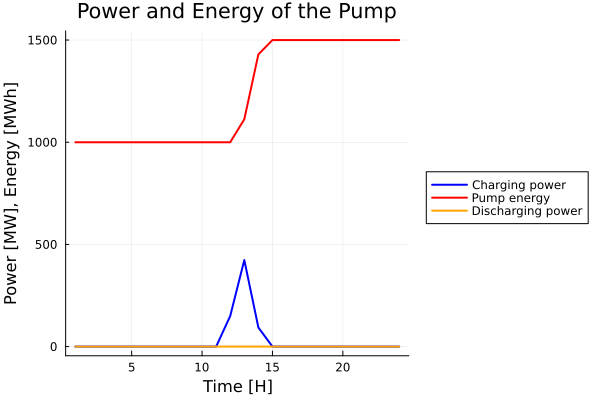 Power and Energy of the Pump
Power [MW], Energy [MWh]
1500
1000
500
0
5 10 15 20
Time [H]
Charging power
Pump energy
Discharging power